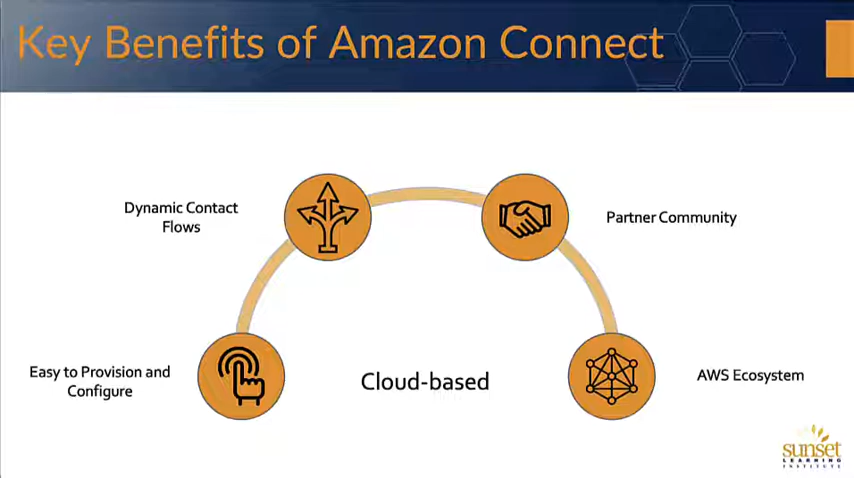 Key Benefits of Amazon Connect
Dynamic Contact
Flows
Partner Community
Easy to Provision and
Configure
Cloud-based
AWS Ecosystem
sunset
LEARNING
INSTITUTE